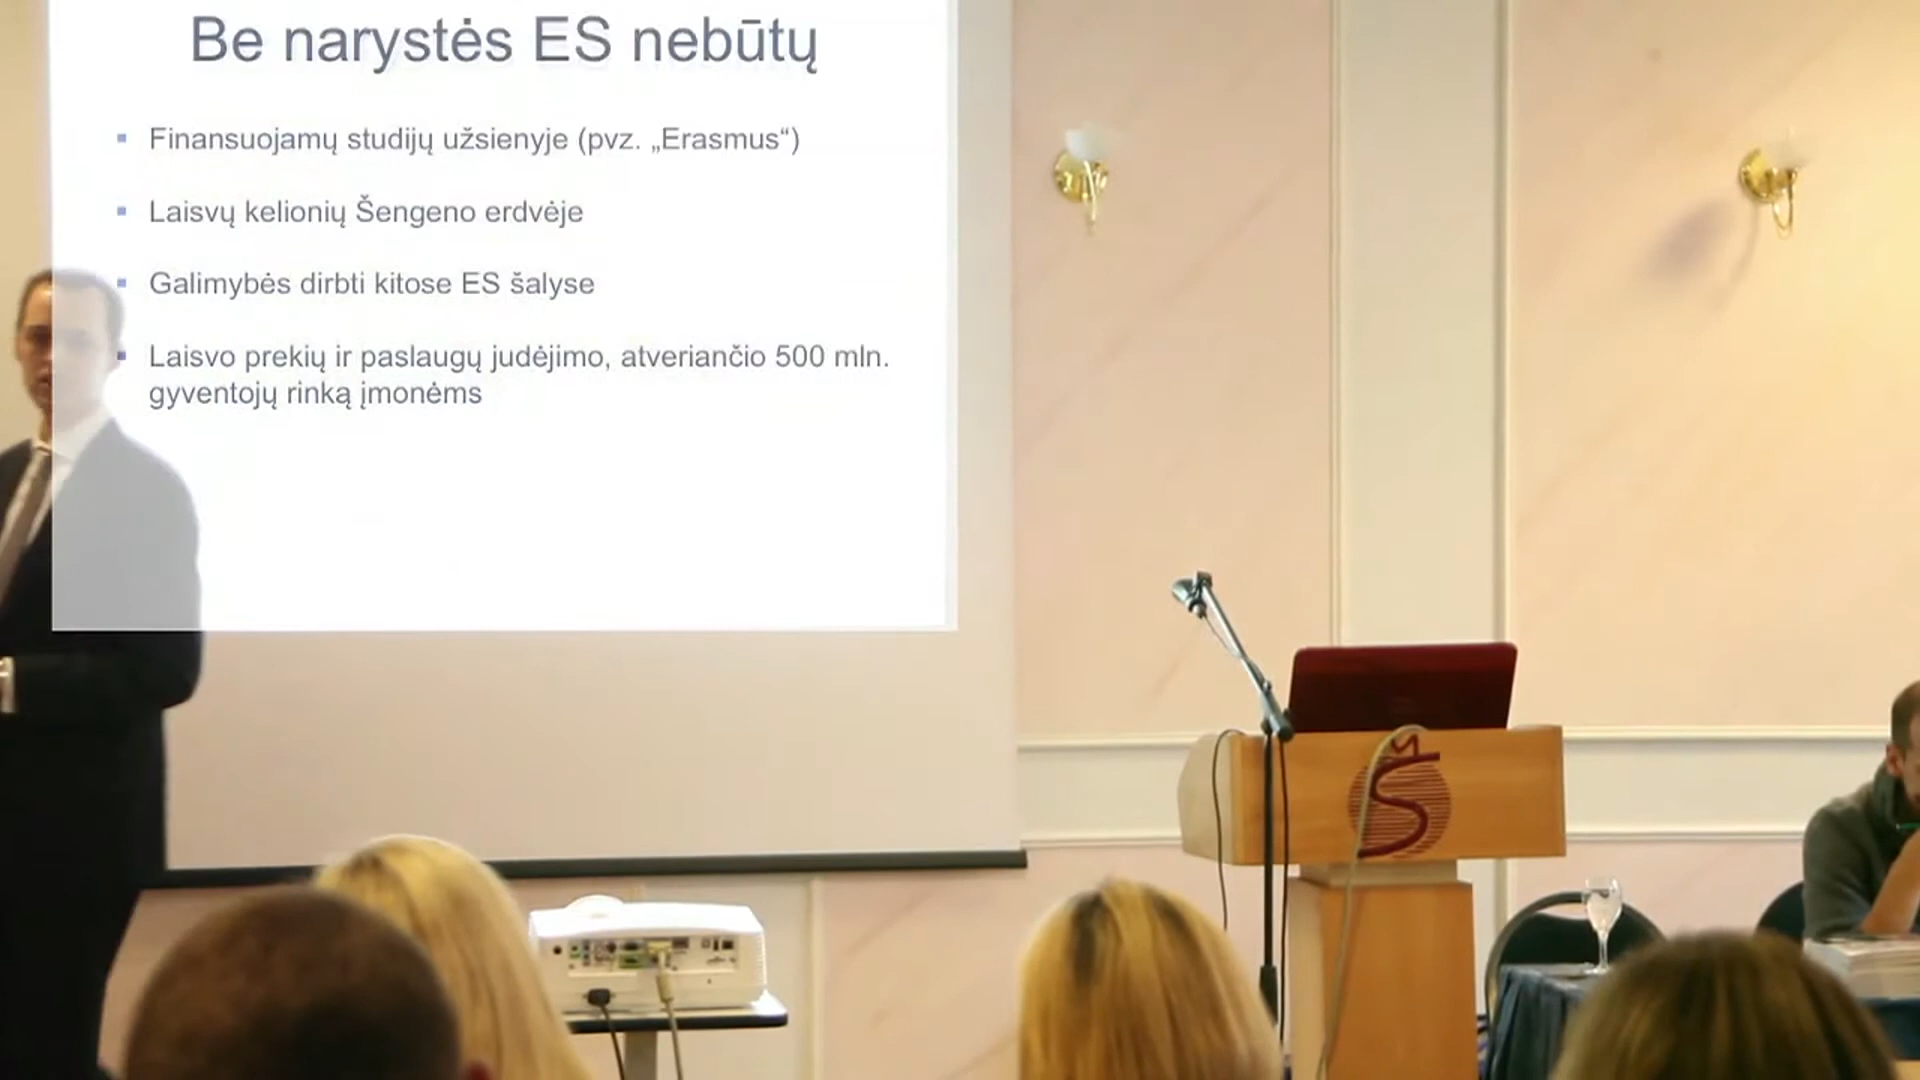 Be narystės ES nebūtų
Finansuojamų studijų užsienyje (pvz. „Erasmus“)
Laisvų kelionių Šengeno erdvėje
Galimybės dirbti kitose ES šalyse
Laisvo prekių ir paslaugų judėjimo, atveriančio 500 mln.
gyventojų rinką įmonėms
Š